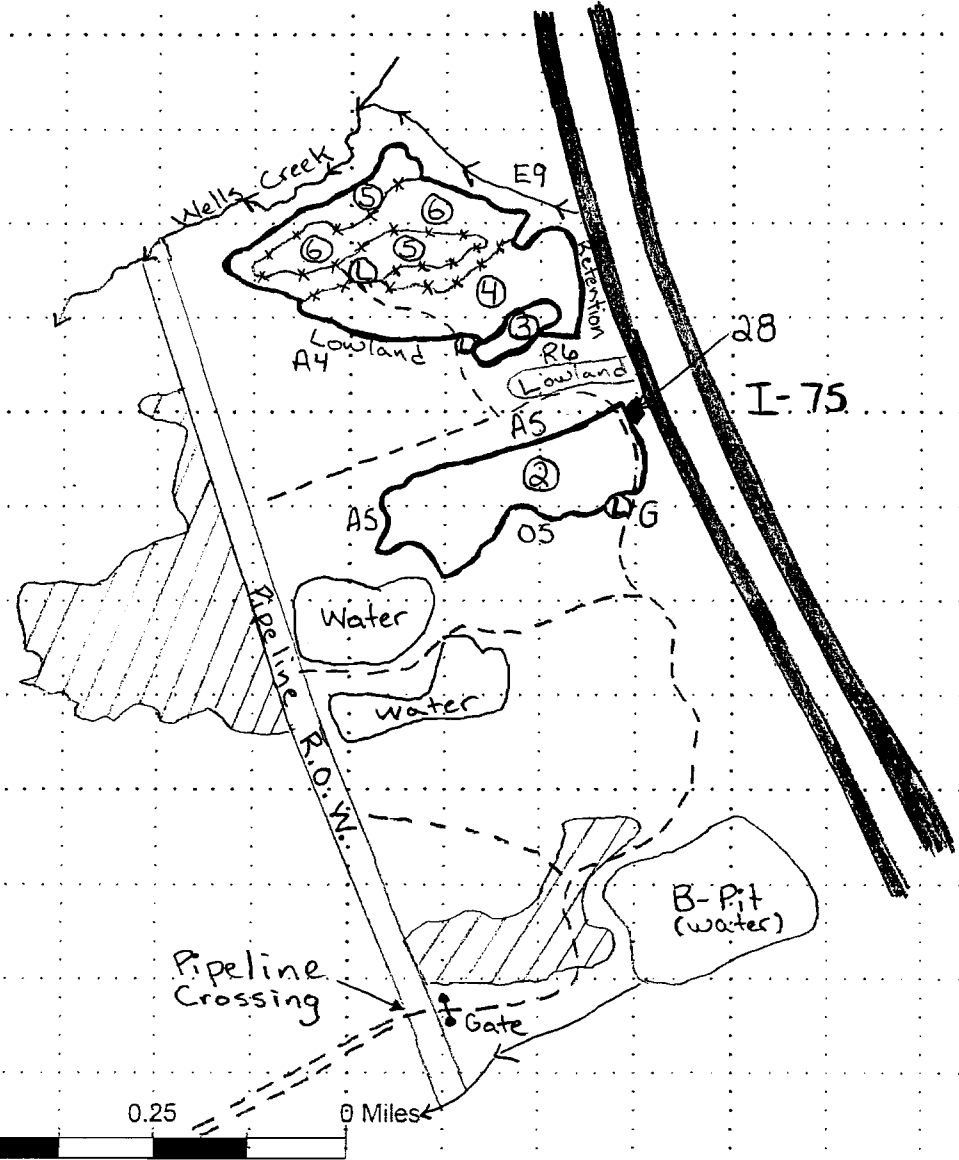 Wells Creek
E9
5
6
6
5
L
4
Retention
3
Lowland
A4
L
R6
Lowland
28
I-75
A5
2
A5
O5
L
G
Water
Pipeline R.O.W.
Water
B-Pit
(water)
Pipeline
Crossing
Gate
0.25
0 Miles